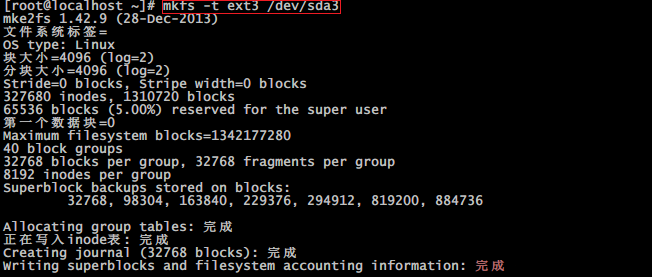 [root@localhost ~]# mkfs -t ext3 /dev/sda3
mke2fs 1.42.9 (28-Dec-2013)
文件系统标签=
OS type: Linux
块大小=4096 (log=2)
分块大小=4096 (log=2)
Stride=0 blocks, Stripe width=0 blocks
327680 inodes, 1310720 blocks
65536 blocks (5.00%) reserved for the super user
第一个数据块=0
Maximum filesystem blocks=1342177280
40 block groups
32768 blocks per group, 32768 fragments per group
8192 inodes per group
Superblock backups stored on blocks:
32768, 98304, 163840, 229376, 294912, 819200, 884736
Allocating group tables: 完成
正在写入inode表: 完成
Creating journal (32768 blocks): 完成
Writing superblocks and filesystem accounting information: 完成